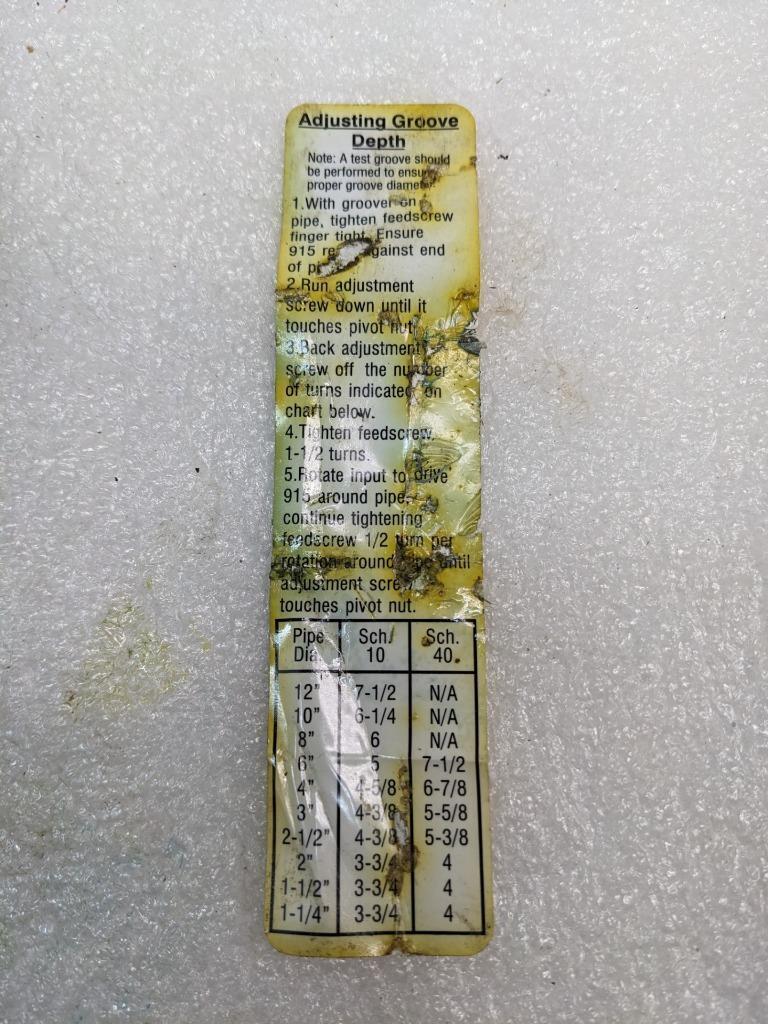 Adjusting Groove
Depth
Note: A test groove should
be performed to ensure
proper groove diameter.
1.With groover on
pipe, tighten feedscrew
finger tight. Ensure
915 against end
of
2.Run adjustment
screw down until it
touches pivot nut.
3.Back adjustment
screw off the number
of turns indicated on
chart below.
4.Tighten feedscrew
1-1/2 turns.
5.Rotate input to drive
915 around pipe,
continue tightening
feedscrew 1/2 turn per
rotation around until
adjustment screw
touches pivot nut.
Pipe Dia. Sch. 10 Sch. 40.
12" 7-1/2 N/A
10" 6-1/4 N/A
8" 6 N/A
6" 5 7-1/2
4" 4-5/8 6-7/8
3" 4-3/8 5-5/8
2-1/2" 4-3/8 5-3/8
2" 3-3/4 4
1-1/2" 3-3/4 4
1-1/4" 3-3/4 4